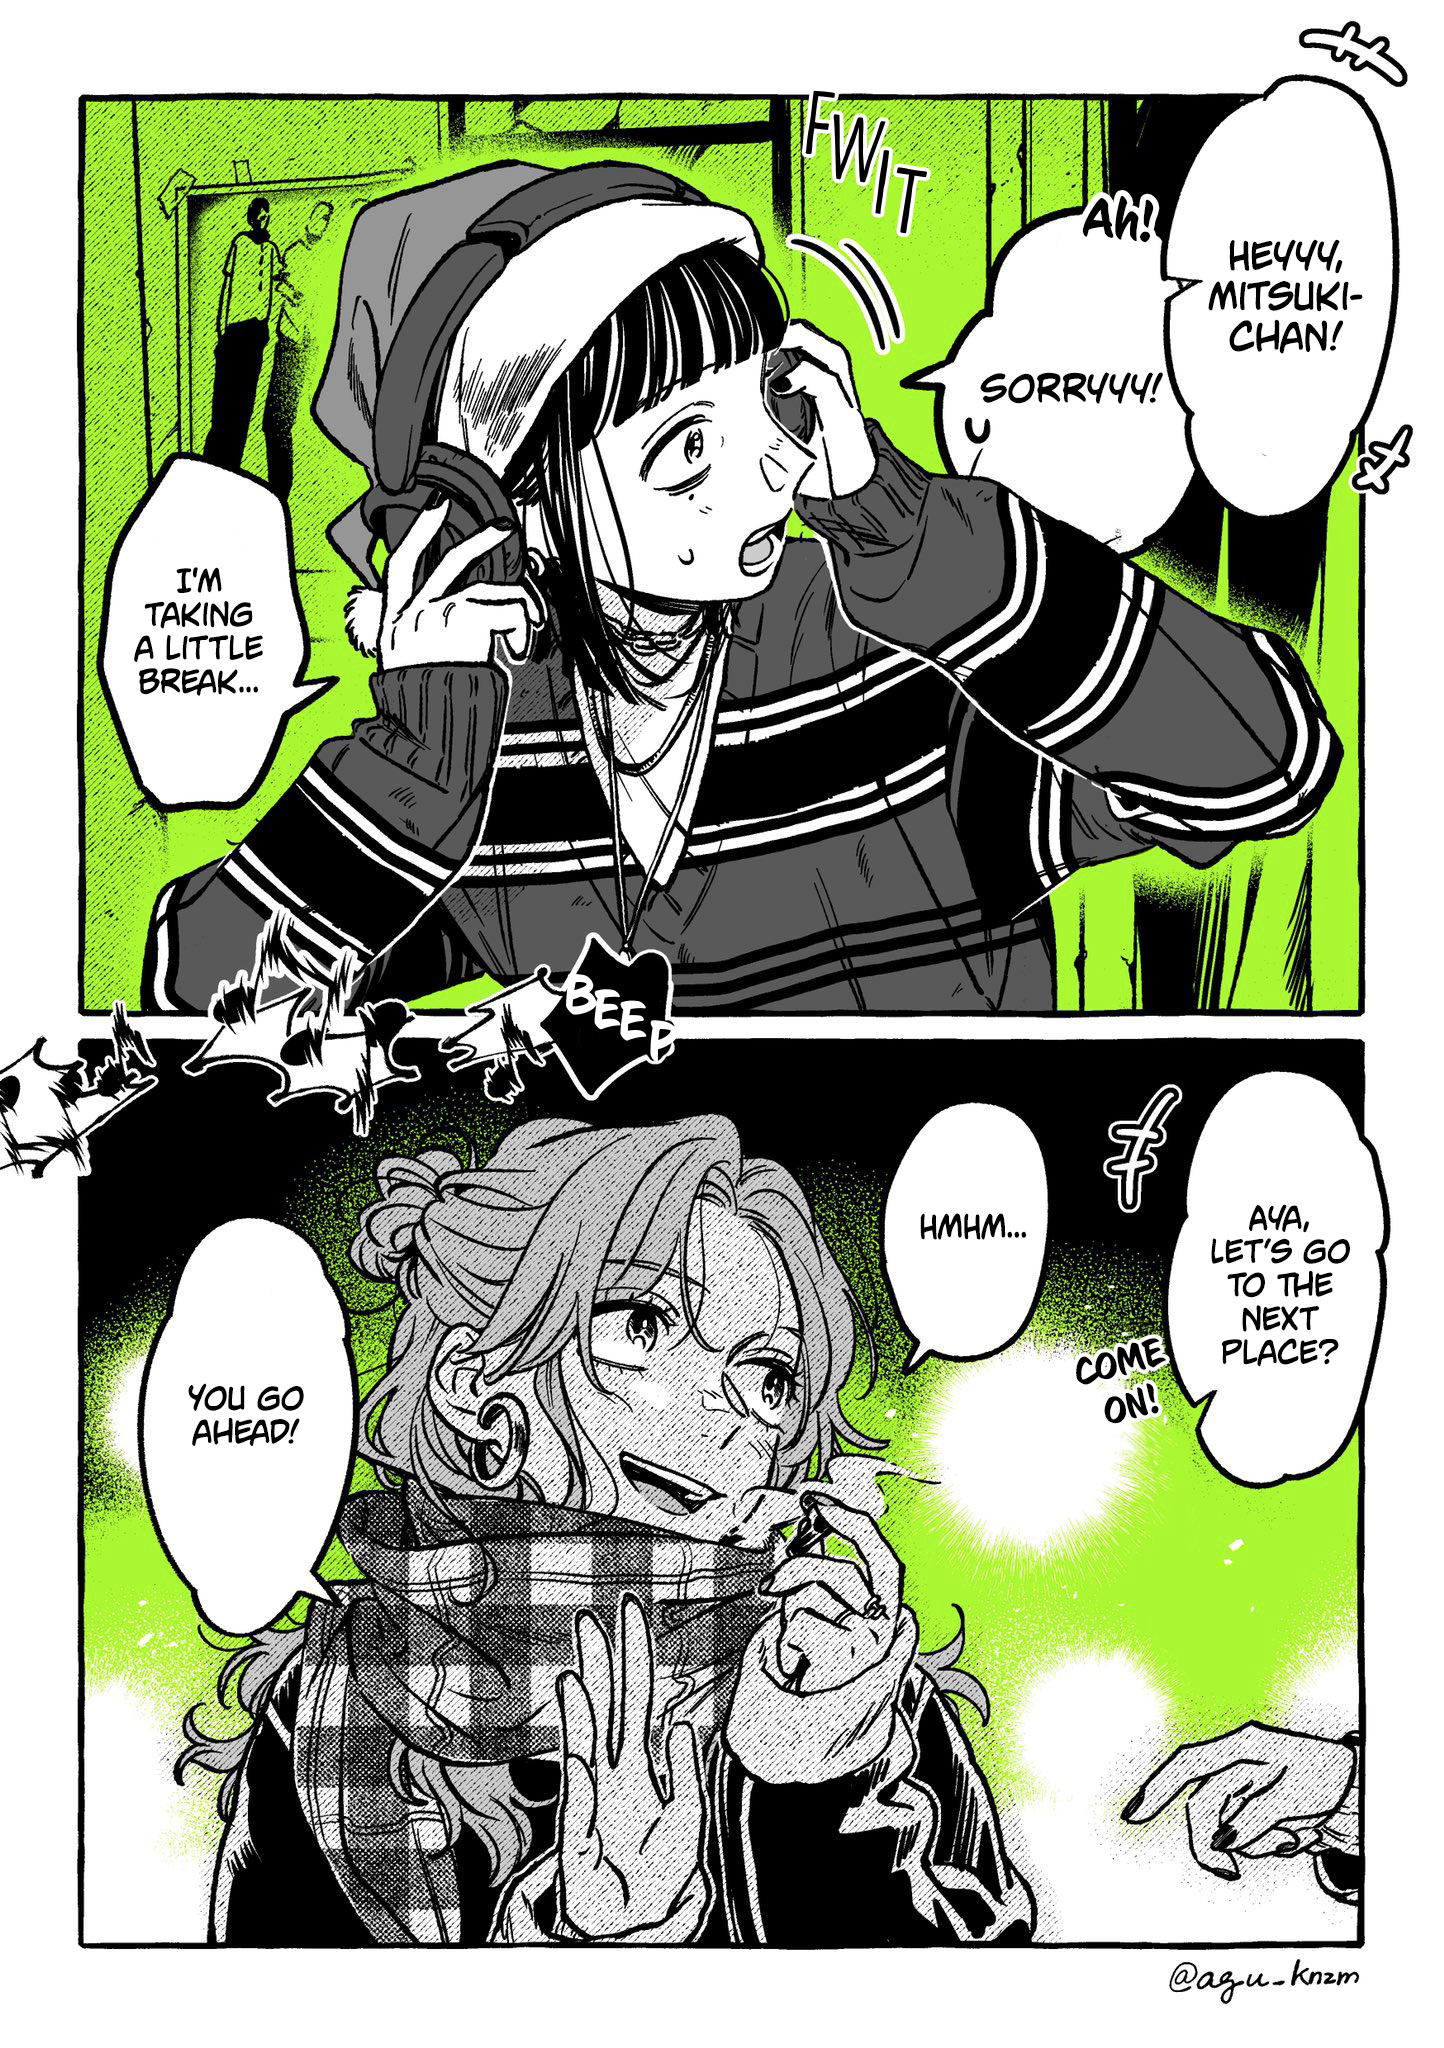 HEYYY,
MITSUKI-
CHAN!
Ah!
SORRYYY!
FWIT
I'M
TAKING
A LITTLE
BREAK...
BEEP
AYA,
LET'S GO
TO THE
NEXT
PLACE?
COME
ON!
HMHM...
YOU GO
AHEAD!
@agu_knzm